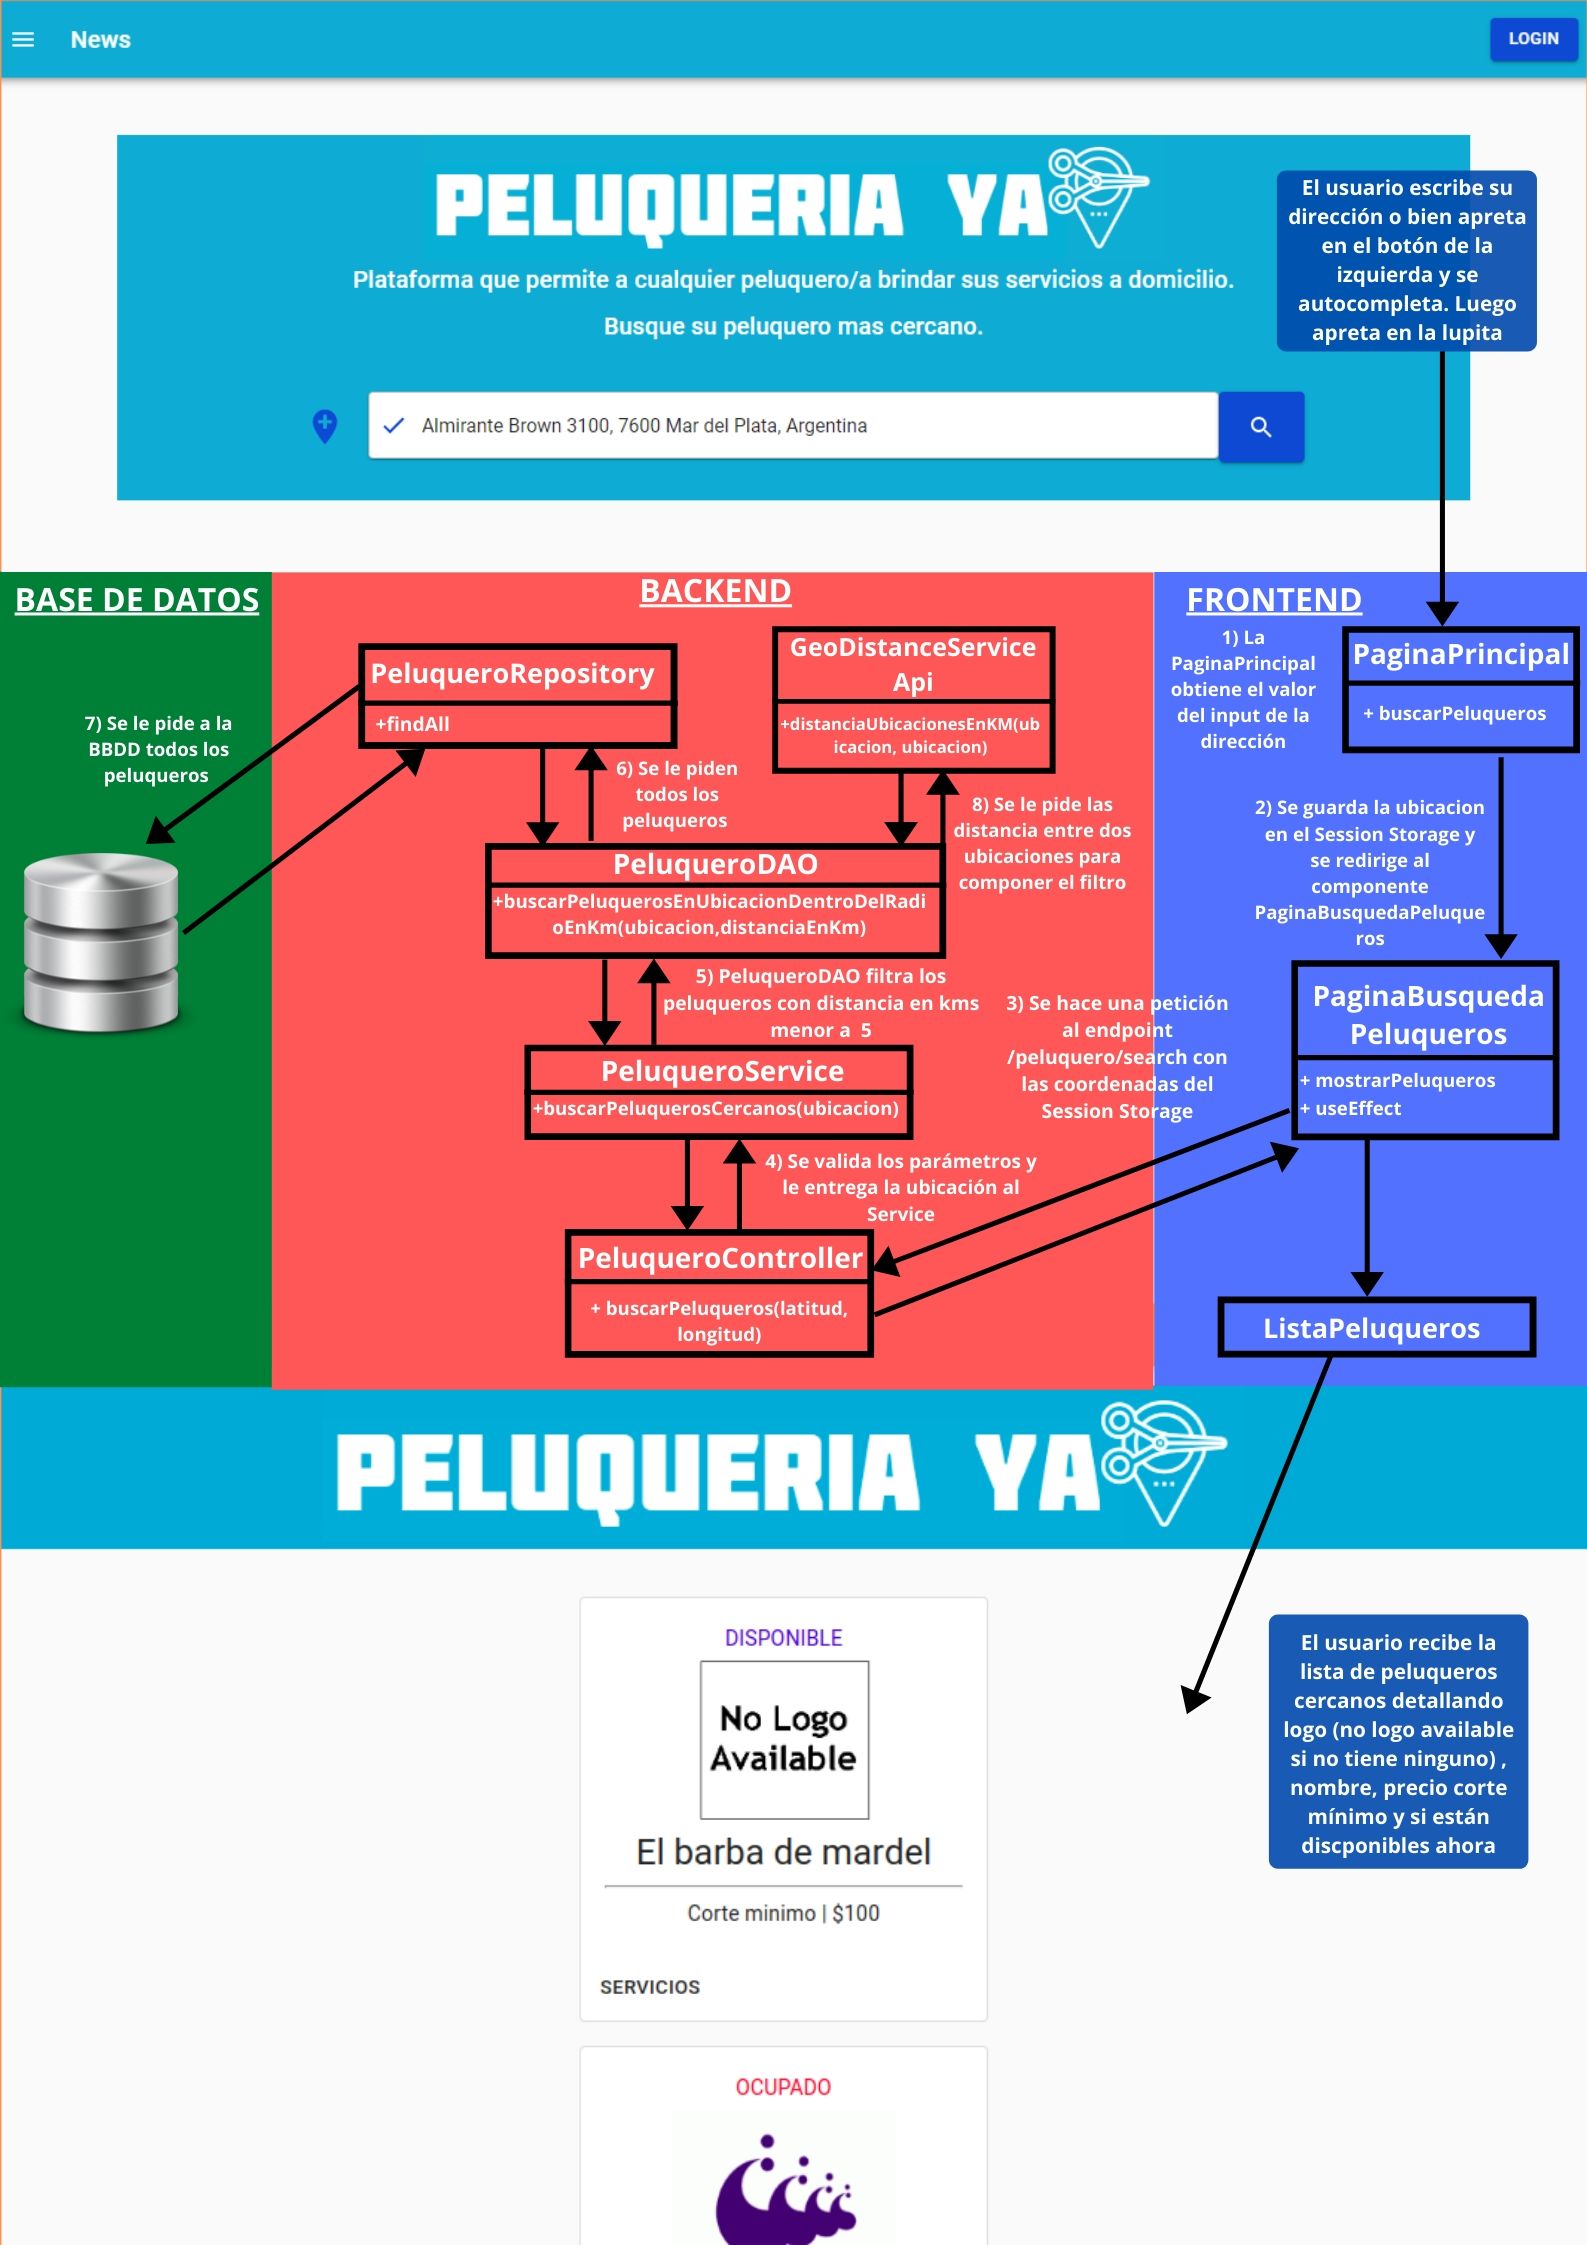 News
LOGIN
PELUQUERIA YA
Plataforma que permite a cualquier peluquero/a brindar sus servicios a domicilio.
Busque su peluquero mas cercano.
Almirante Brown 3100, 7600 Mar del Plata, Argentina
El usuario escribe su
dirección o bien apreta
en el botón de la
izquierda y se
autocompleta. Luego
apreta en la lupita
BASE DE DATOS
7) Se le pide a la
BBDD todos los
peluqueros
BACKEND
PeluqueroRepository
+findAll
GeoDistanceService
Api
+distanciaUbicacionesEnKM(ub
icacion, ubicacion)
6) Se le piden
todos los
peluqueros
8) Se le pide las
distancia entre dos
ubicaciones para
componer el filtro
PeluqueroDAO
+buscarPeluquerosEnUbicacionDentroDelRadi
oEnKm(ubicacion,distanciaEnKm)
5) PeluqueroDAO filtra los
peluqueros con distancia en kms
menor a 5
PeluqueroService
+buscarPeluquerosCercanos(ubicacion)
4) Se valida los parámetros y
le entrega la ubicación al
Service
PeluqueroController
+ buscarPeluqueros(latitud,
longitud)
FRONTEND
1) La
PaginaPrincipal
obtiene el valor
del input de la
dirección
PaginaPrincipal
+ buscarPeluqueros
2) Se guarda la ubicacion
en el Session Storage y
se redirige al
componente
PaginaBusquedaPeluque
ros
3) Se hace una petición
al endpoint
/peluquero/search con
las coordenadas del
Session Storage
PaginaBusqueda
Peluqueros
+ mostrarPeluqueros
+ useEffect
ListaPeluqueros
PELUQUERIA YA
DISPONIBLE
No Logo
Available
El barba de mardel
Corte minimo | $100
SERVICIOS
OCUPADO
El usuario recibe la
lista de peluqueros
cercanos detallando
logo (no logo available
si no tiene ninguno) ,
nombre, precio corte
mínimo y si están
discponibles ahora